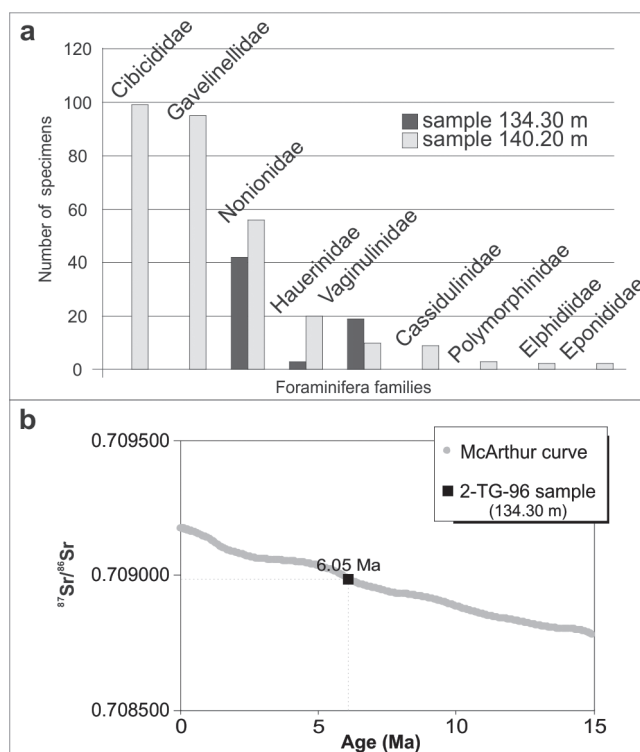 a
120
100
80
60
40
20
0
Number of specimens
Cibicididae
Gavelinellidae
Nonionidae
Hauerinidae
Vaginulinidae
Cassidulinidae
Polymorphinidae
Elphidiidae
Eponididae
sample 134.30 m
sample 140.20 m
Foraminifera families
b
0.709500
0.709000
0.708500
⁸⁷Sr/⁸⁶Sr
McArthur curve
2-TG-96 sample
(134.30 m)
6.05 Ma
0
5
10
15
Age (Ma)